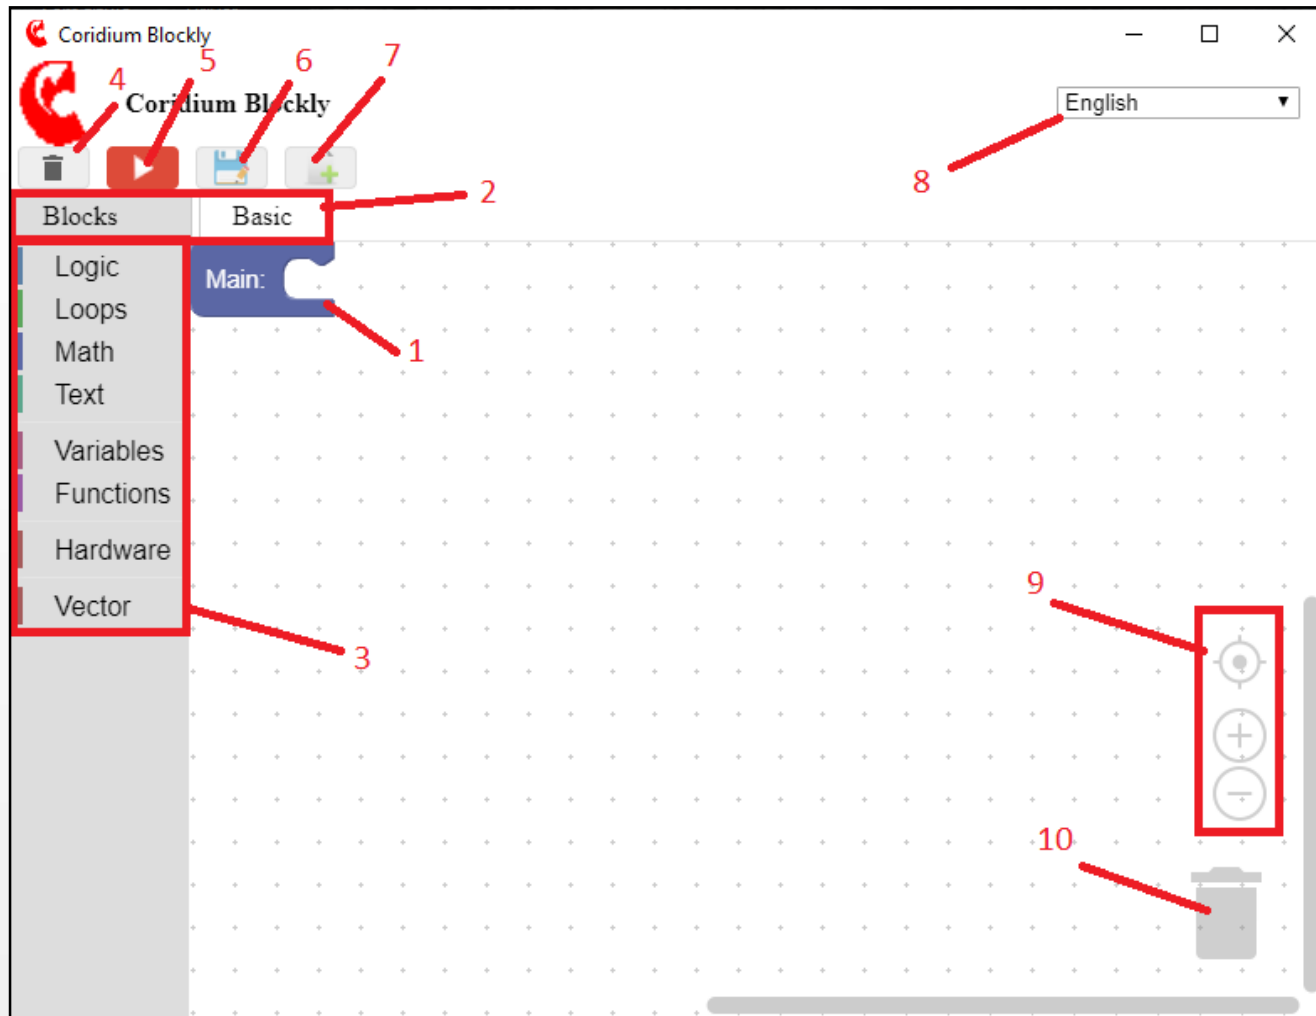 Coridium Blockly
4 5 6 7
Coridium Blockly
English
8
2
Blocks Basic
Logic
Main:
Loops
1
Math
Text
Variables
Functions
Hardware
9
Vector
3
10